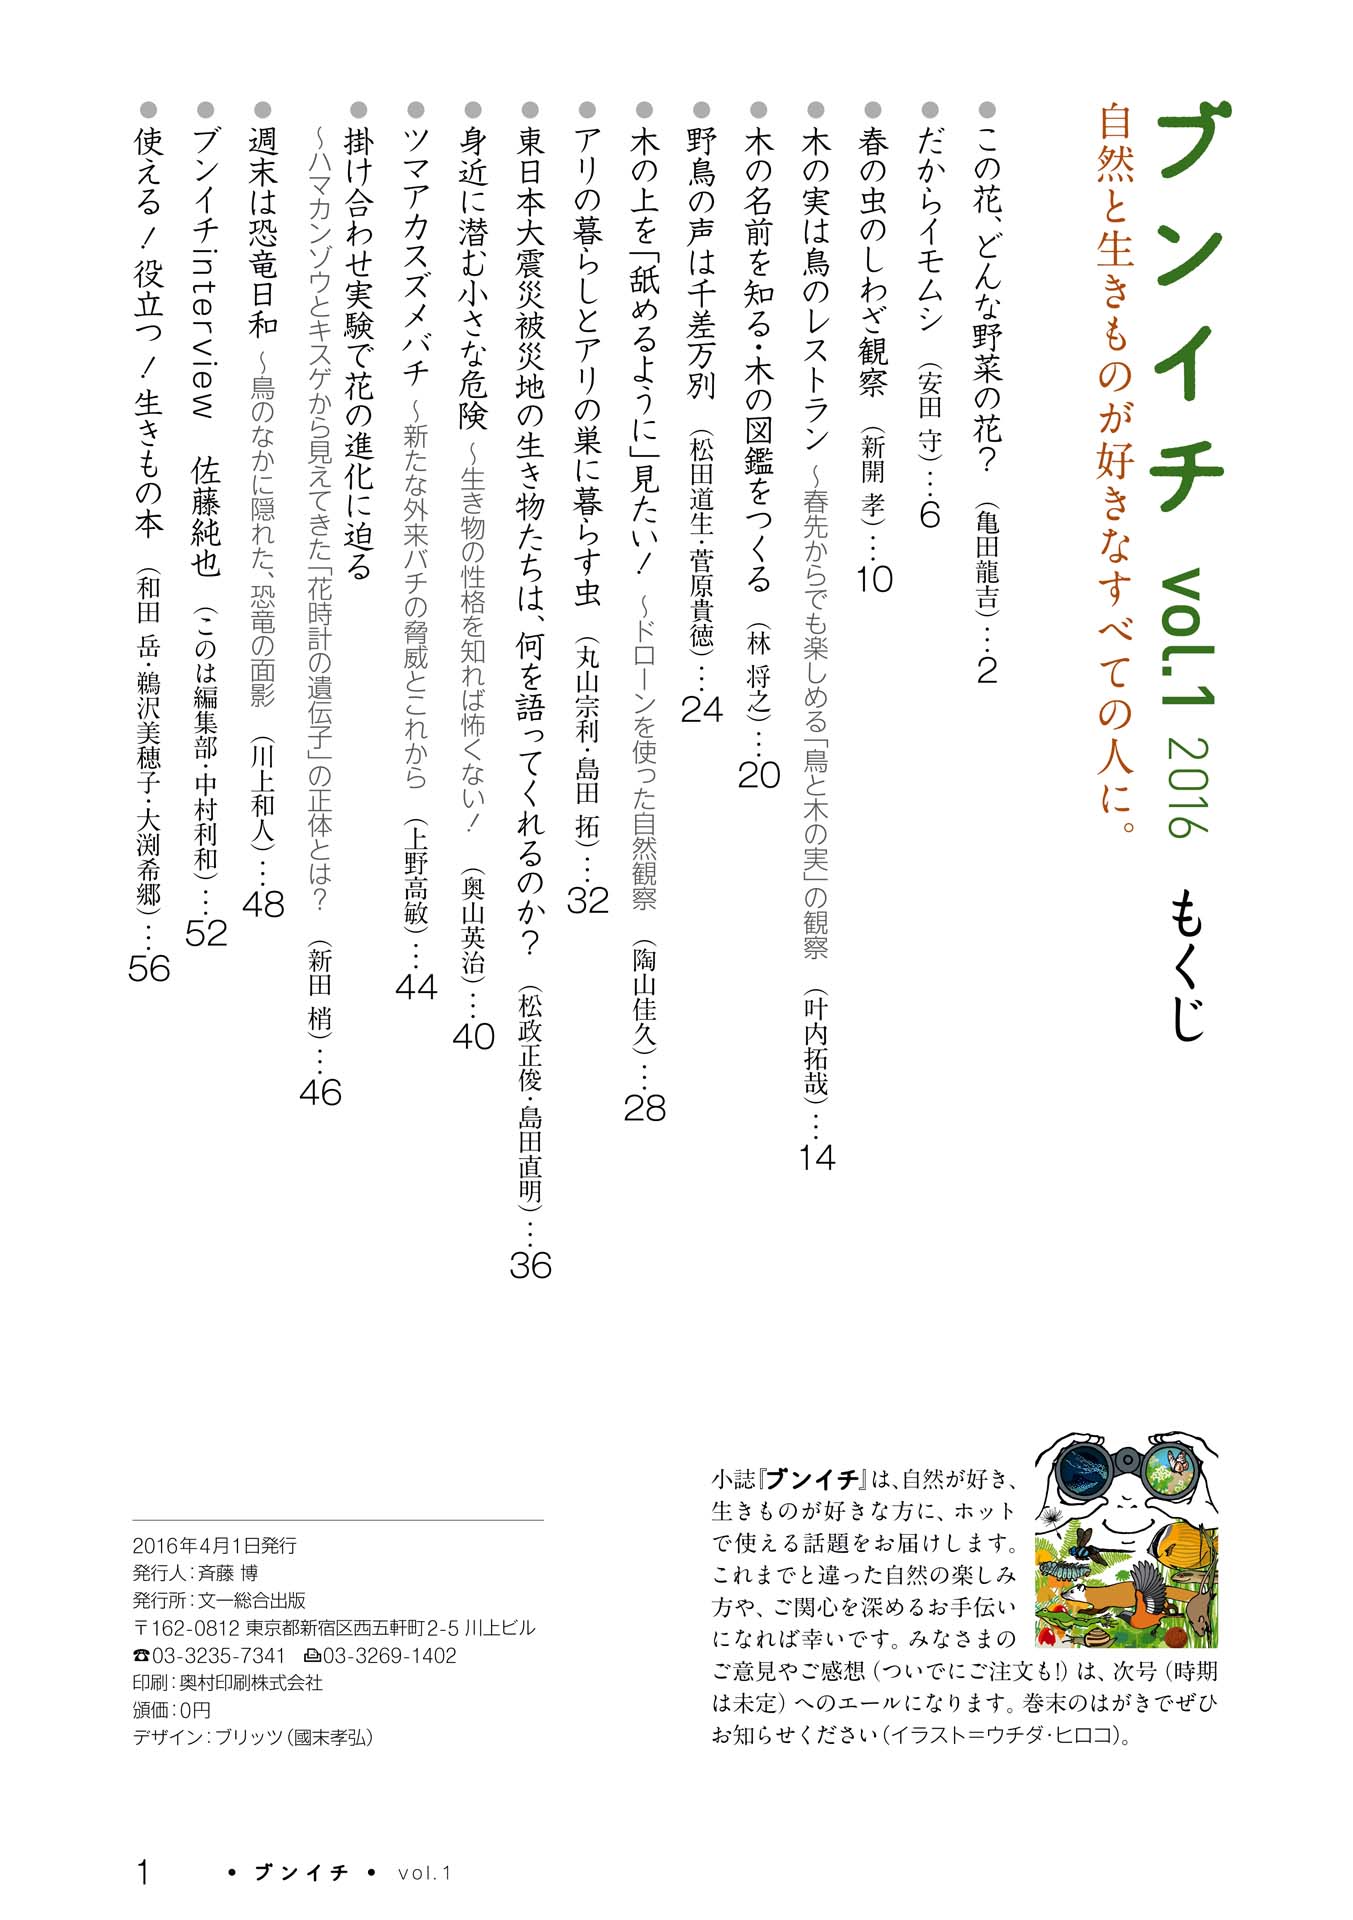 ブンイチ vol.1 2016 もくじ
自然と生きものが好きなすべての人に。
● この花、どんな野菜の花？（亀田龍吉）…2
● だからイモムシ（安田 守）…6
● 春の虫のしわざ観察（新開 孝）…10
● 木の実は鳥のレストラン ～春先からでも楽しめる「鳥と木の実」の観察（叶内拓哉）…14
● 木の名前を知る・木の図鑑をつくる（林 将之）…20
● 野鳥の声は千差万別（松田道生・菅原貴徳）…24
● 木の上を「舐めるように」見たい！ ～ドローンを使った自然観察（陶山佳久）…28
● アリの暮らしとアリの巣に暮らす虫（丸山宗利・島田 拓）…32
● 東日本大震災被災地の生き物たちは、何を語ってくれるのか？（松政正俊・島田直明）…36
● 身近に潜む小さな危険 ～生き物の性格を知れば怖くない！（奥山英治）…40
● ツマアカスズメバチ ～新たな外来バチの脅威とこれから（上野高敏）…44
● 掛け合わせ実験で花の進化に迫る
～ハマカンゾウとキスゲから見えてきた「花時計の遺伝子」の正体とは？（新田 梢）…46
● 週末は恐竜日和 ～鳥のなかに隠れた、恐竜の面影（川上和人）…48
● ブンイチinterview 佐藤純也（このは編集部・中村利和）…52
● 使える！役立つ！生きもの本（和田 岳・鵜沢美穂子・大渕希郷）…56
小誌『ブンイチ』は、自然が好き、
生きものが好きな方に、ホット
で使える話題をお届けします。
これまでと違った自然の楽しみ
方や、ご関心を深めるお手伝い
になれば幸いです。みなさまの
ご意見やご感想（ついでにご注文も！）は、次号（時期
は未定）へのエールになります。巻末のはがきでぜひ
お知らせください（イラスト＝ウチダ・ヒロコ）。
2016年4月1日発行
発行人：斉藤 博
発行所：文一総合出版
〒162-0812 東京都新宿区西五軒町2-5 川上ビル
☎03-3235-7341 🖷03-3269-1402
印刷：奥村印刷株式会社
頒価：0円
デザイン：ブリッツ（國末孝弘）
1 • ブンイチ • vol.1